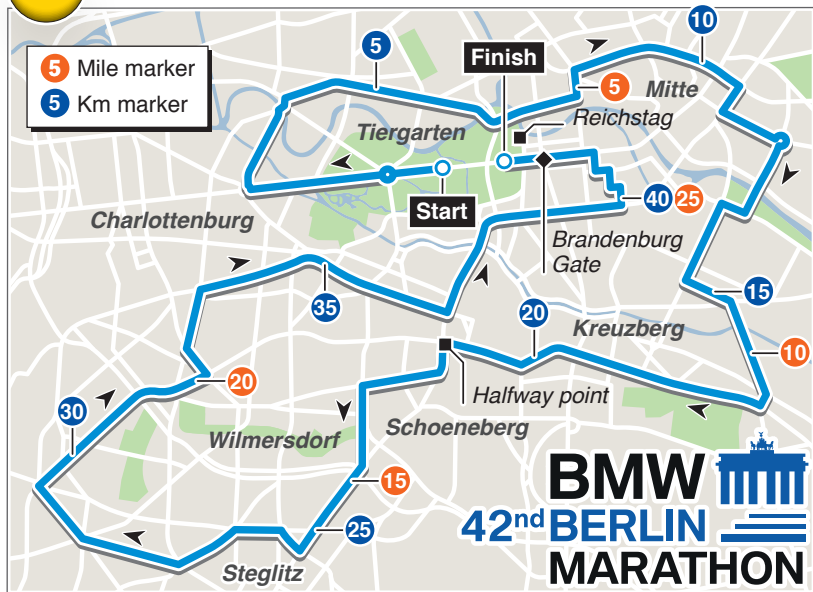 5 Mile marker
5 Km marker
5
Finish
10
5
Mitte
Reichstag
Tiergarten
Start
40 25
Charlottenburg
Brandenburg
Gate
35
15
20
Kreuzberg
10
20
Halfway point
30
Schoeneberg
Wilmersdorf
15
25
Steglitz
BMW
42nd BERLIN
MARATHON